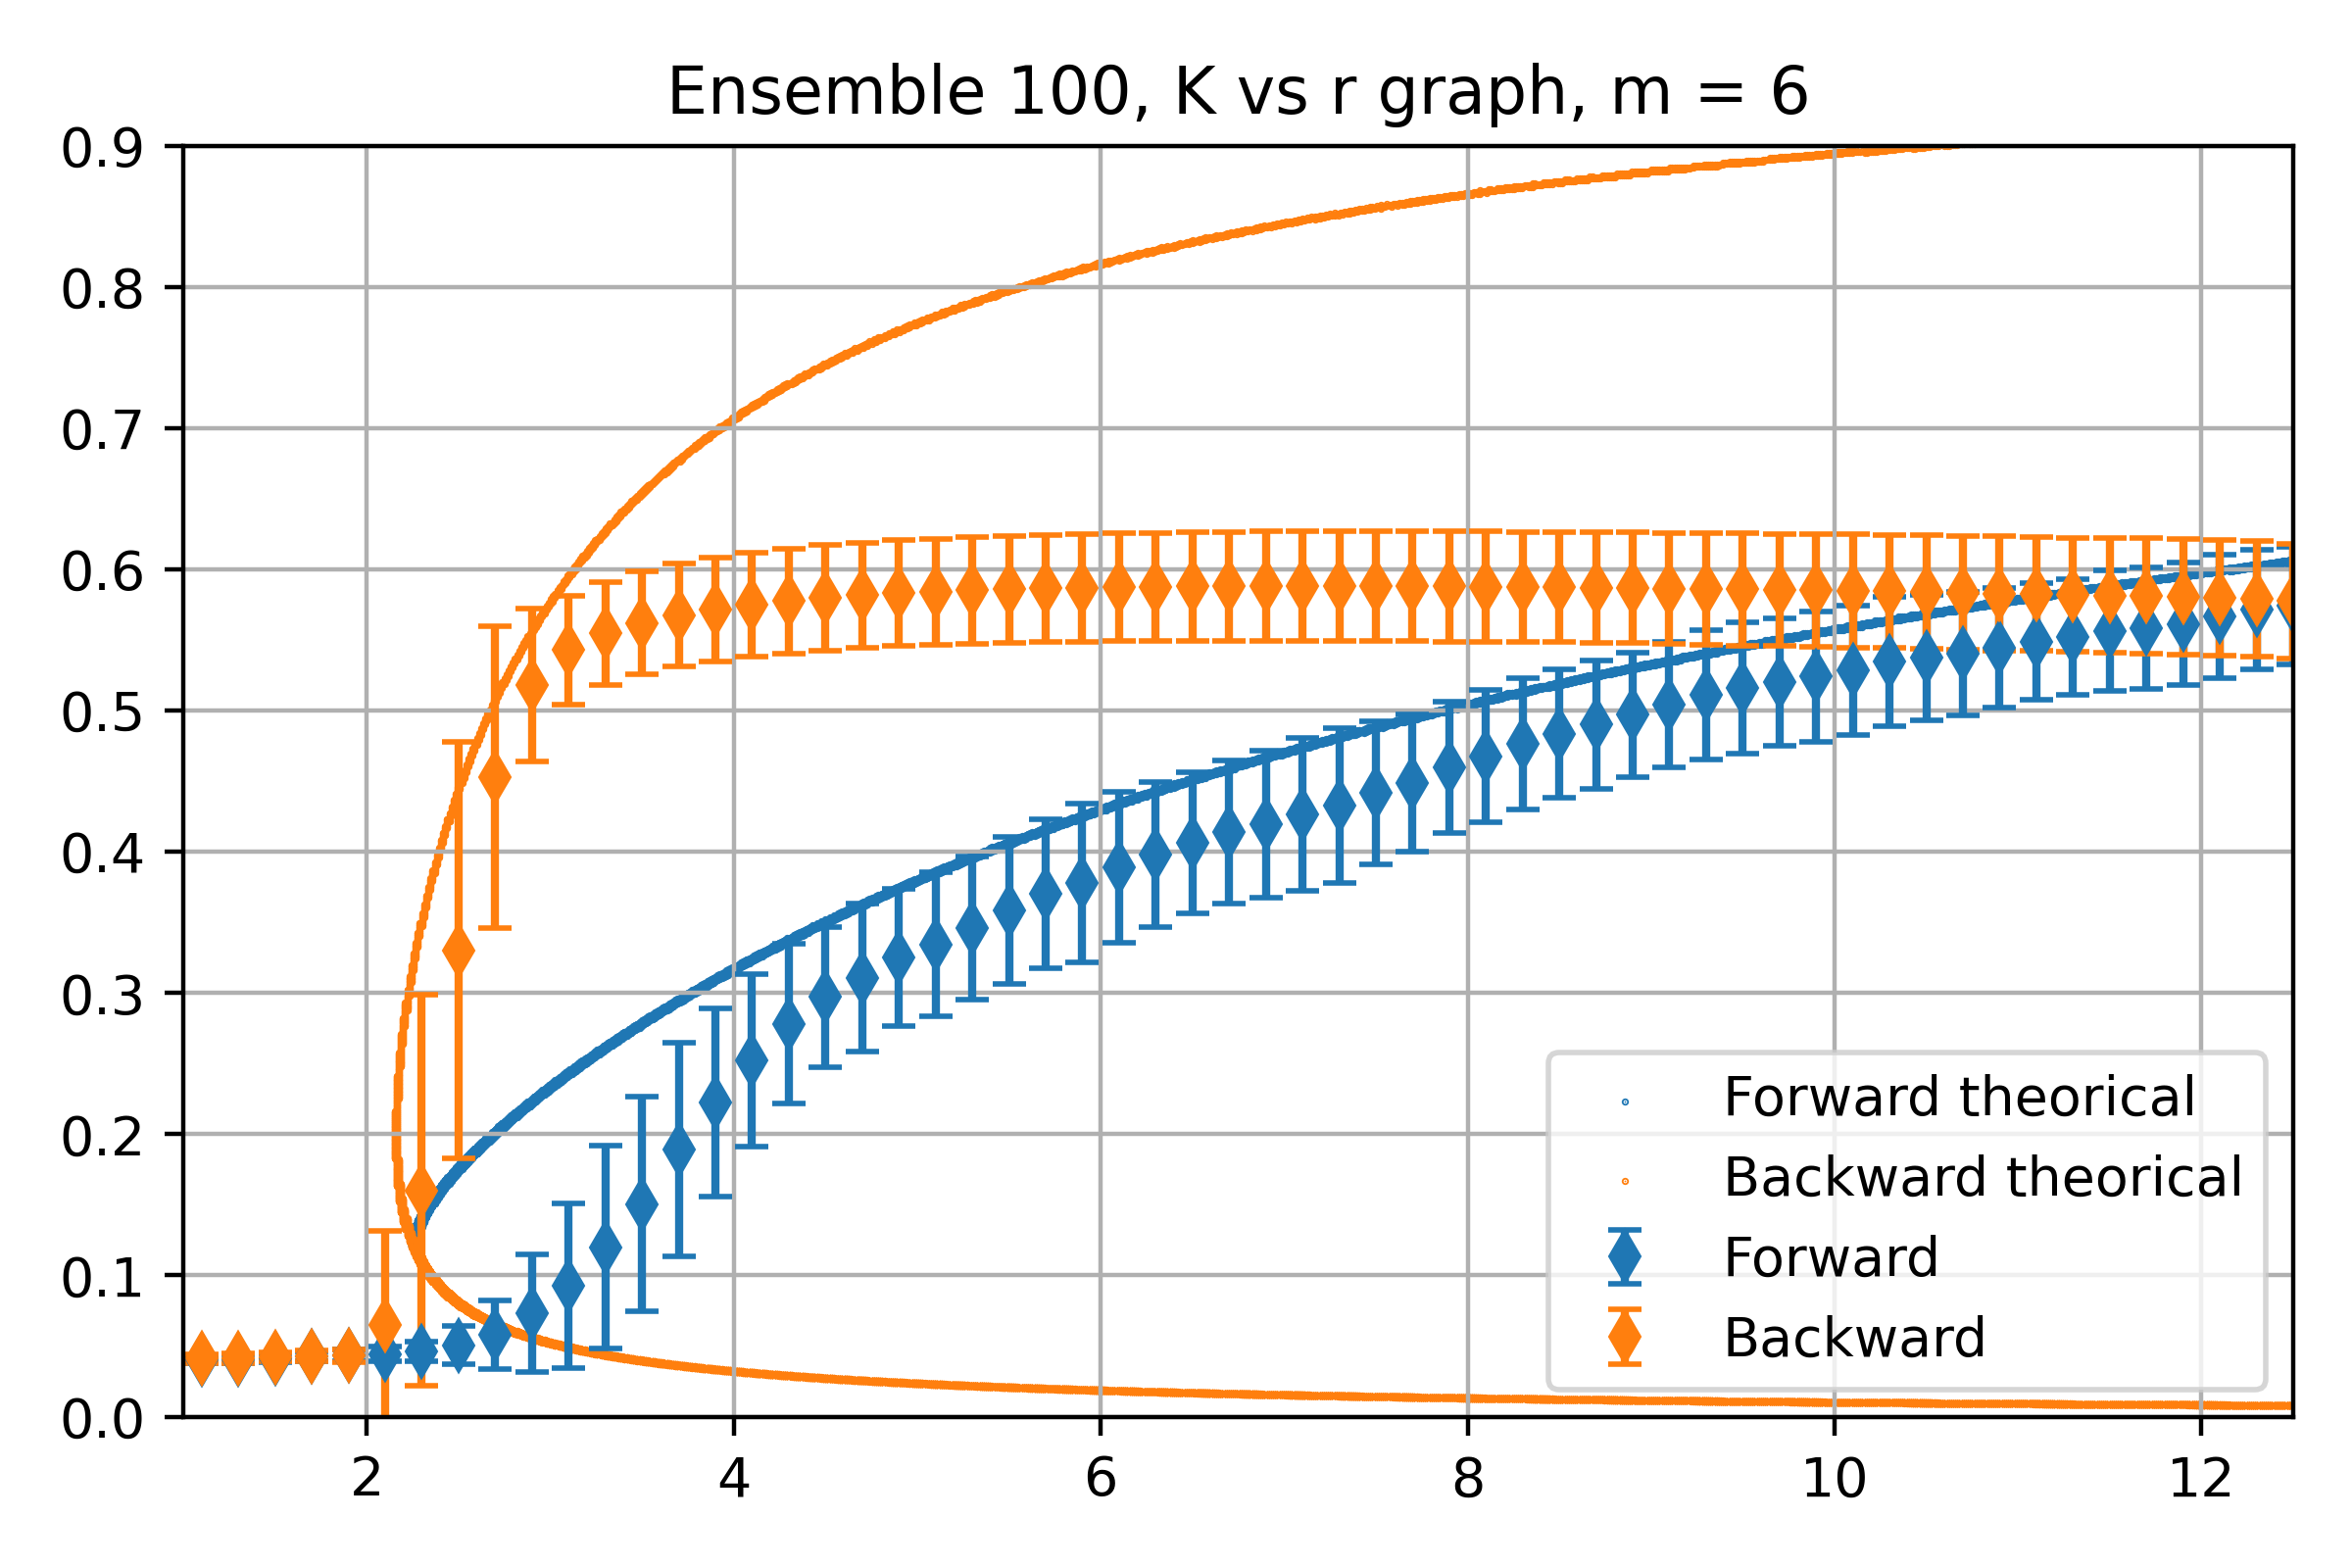 Ensemble 100, K vs r graph, m = 6
0.9
0.8
0.7
0.6
0.5
0.4
0.3
0.2
0.1
0.0
2 4 6 8 10 12
Forward theorical
Backward theorical
Forward
Backward